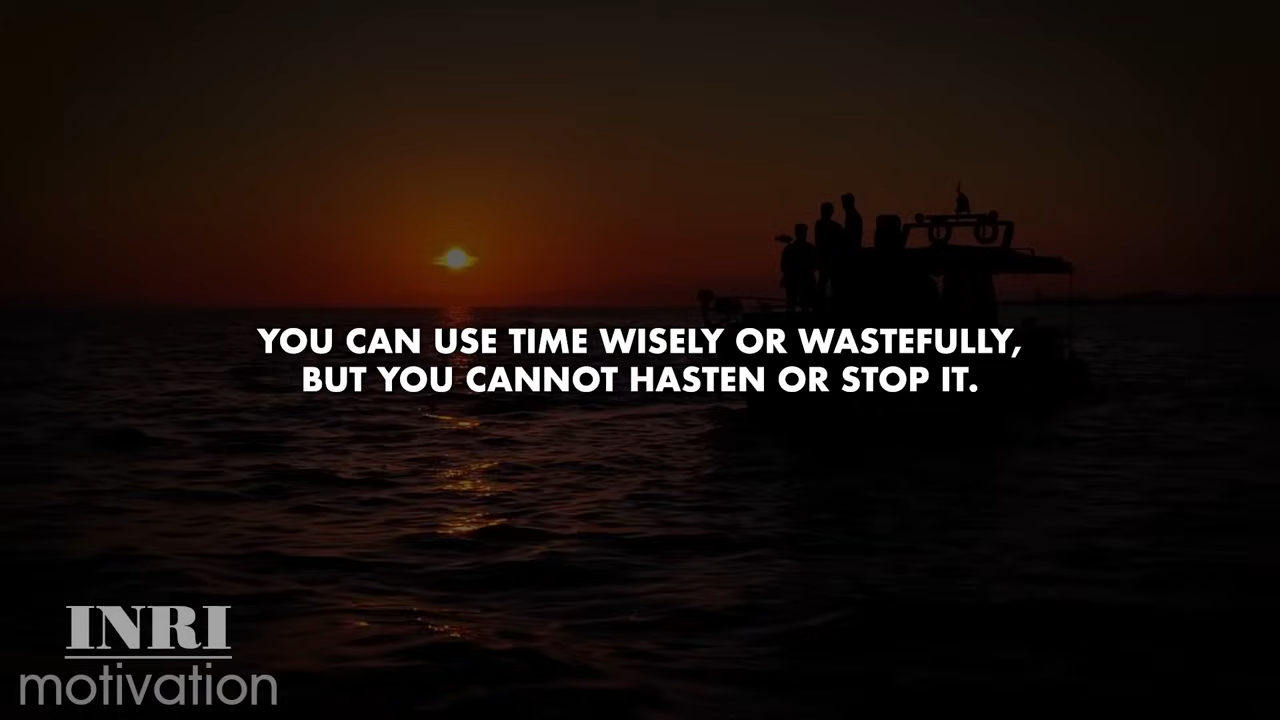 YOU CAN USE TIME WISELY OR WASTEFULLY,
BUT YOU CANNOT HASTEN OR STOP IT.
INRI
motivation